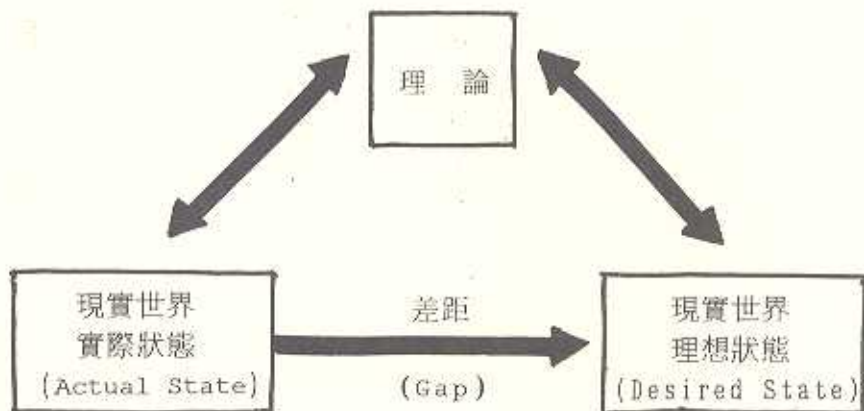 理 論
現實世界
實際狀態
(Actual State)
差距
(Gap)
現實世界
理想狀態
(Desired State)